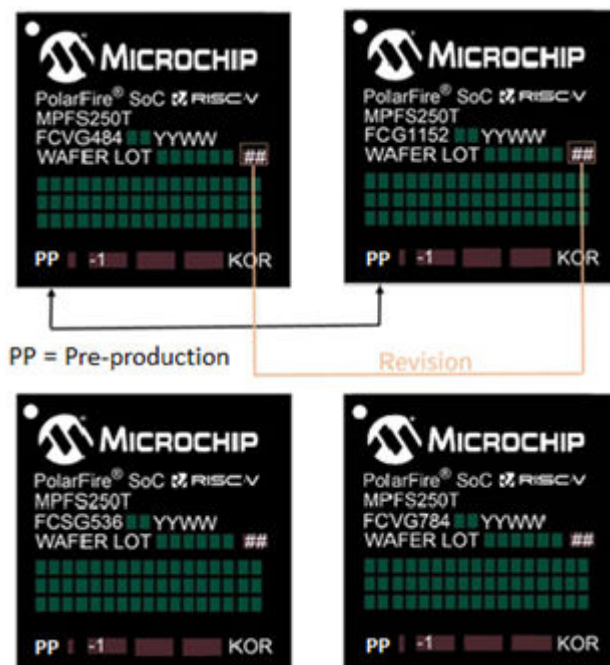 MICROCHIP
PolarFire® SoC RISC-V
MPFS250T
FCVG484 YYWW
WAFER LOT ##
PP -1 KOR
MICROCHIP
PolarFire® SoC RISC-V
MPFS250T
FCG1152 YYWW
WAFER LOT ##
PP -1 KOR
PP = Pre-production
Revision
MICROCHIP
PolarFire® SoC RISC-V
MPFS250T
FCSG536 YYWW
WAFER LOT ##
PP -1 KOR
MICROCHIP
PolarFire® SoC RISC-V
MPFS250T
FCVG784 YYWW
WAFER LOT ##
PP -1 KOR